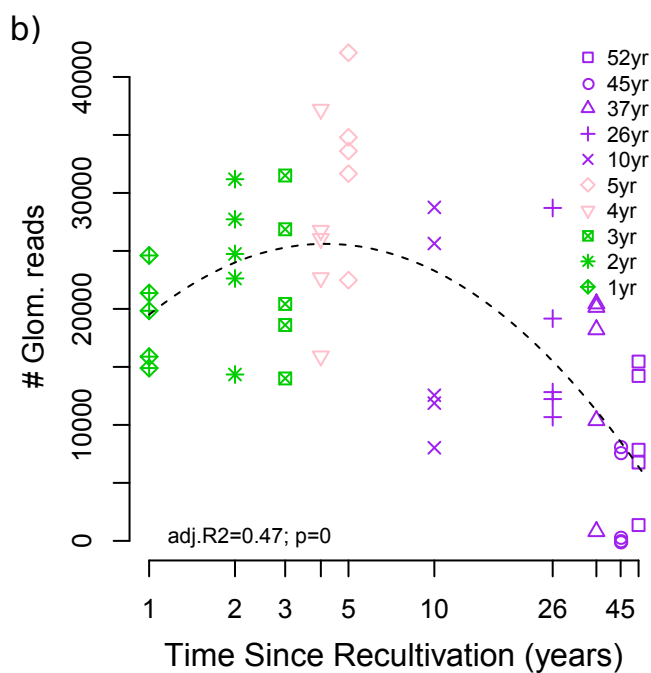 b)
# Glom. reads
40000
30000
20000
10000
0
52yr
45yr
37yr
26yr
10yr
5yr
4yr
3yr
2yr
1yr
adj.R2=0.47; p=0
1 2 3 5 10 26 45
Time Since Recultivation (years)